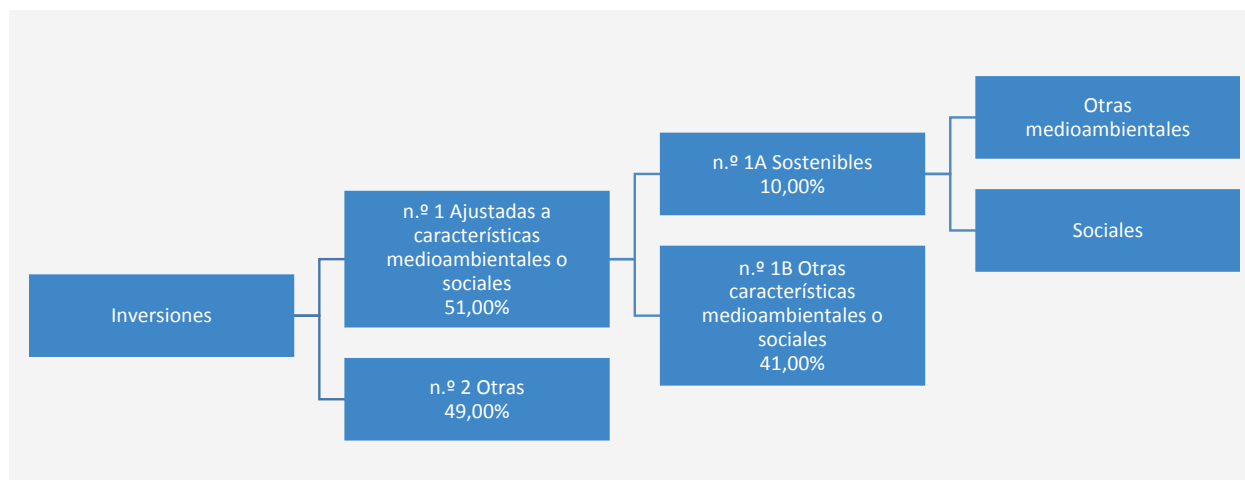 Inversiones
n.º 1 Ajustadas a
características
medioambientales o
sociales
51,00%
n.º 2 Otras
49,00%
n.º 1A Sostenibles
10,00%
n.º 1B Otras
características
medioambientales o
sociales
41,00%
Otras
medioambientales
Sociales